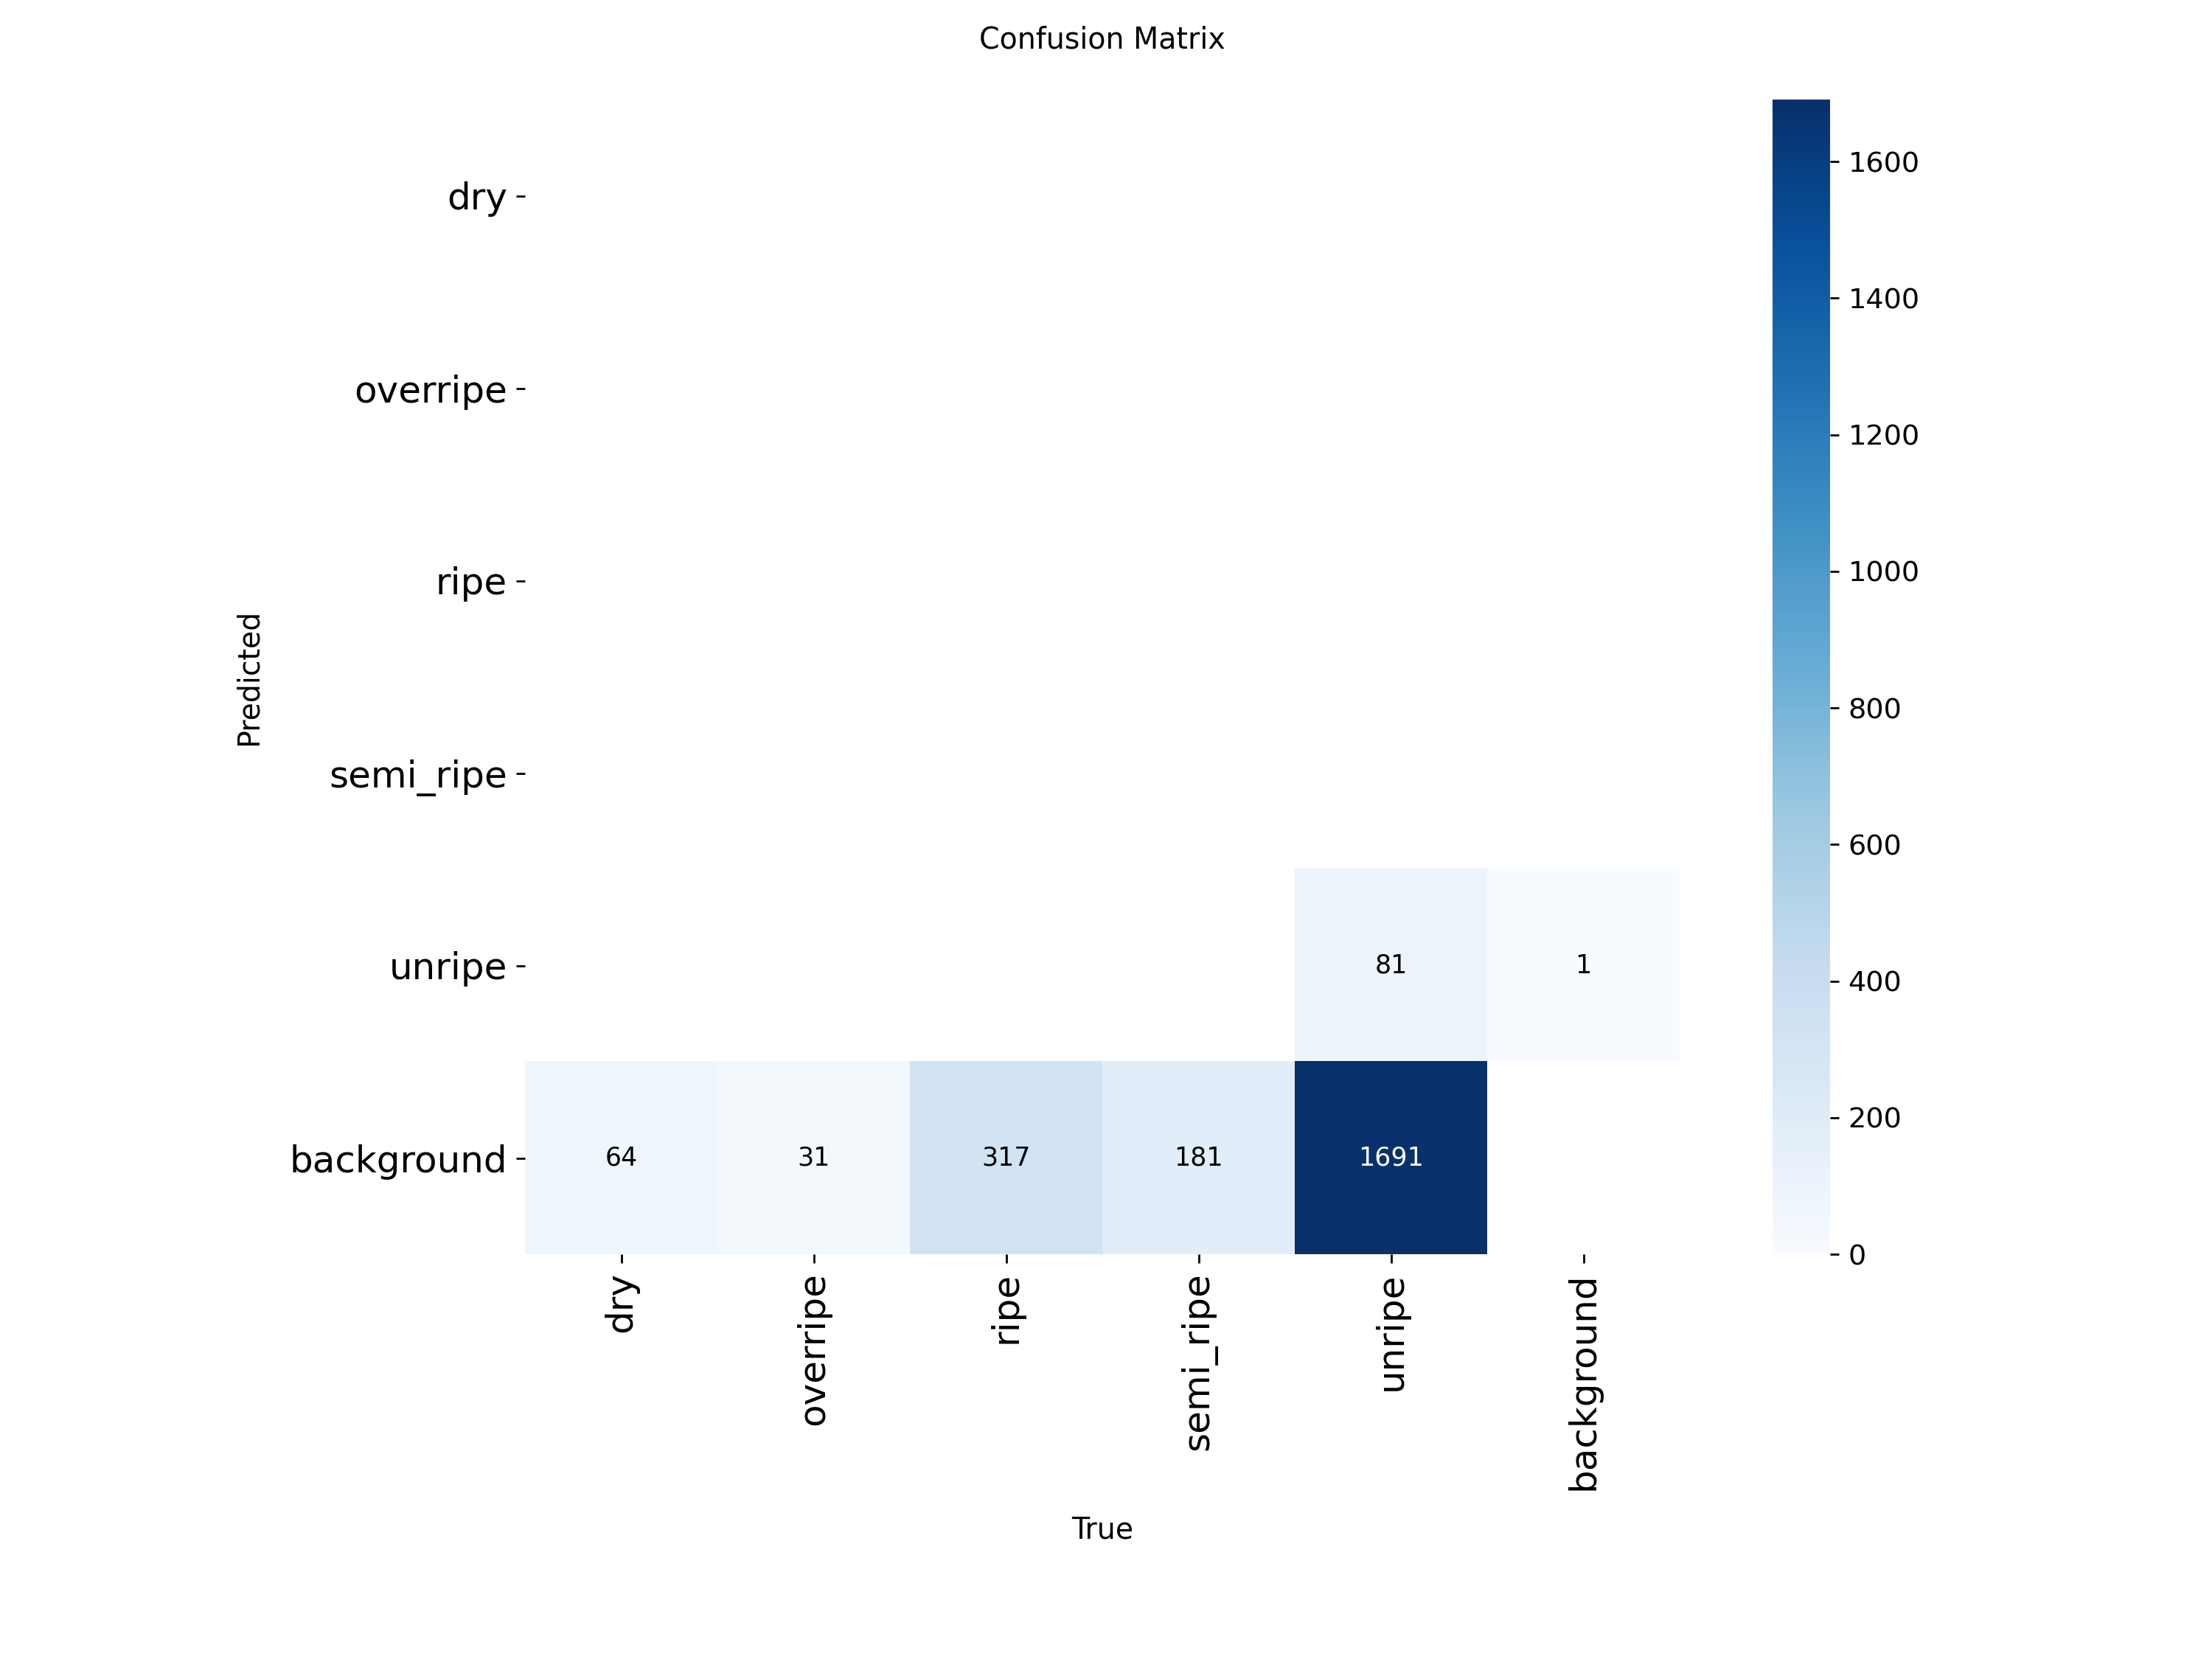 Confusion Matrix
Predicted
dry
overripe
ripe
semi_ripe
unripe
background
81 1
64 31 317 181 1691
dry overripe ripe semi_ripe unripe background
True
1600
1400
1200
1000
800
600
400
200
0